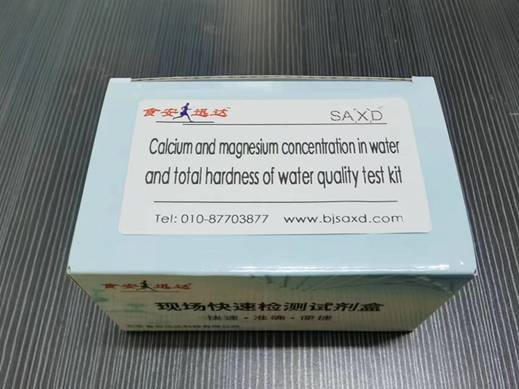 食安迅达 SAXD
Calcium and magnesium concentration in water
and total hardness of water quality test kit
Tel: 010-87703877 www.bjsaxd.com
食安迅达
现场快速检测试剂盒
快速·准确·便捷